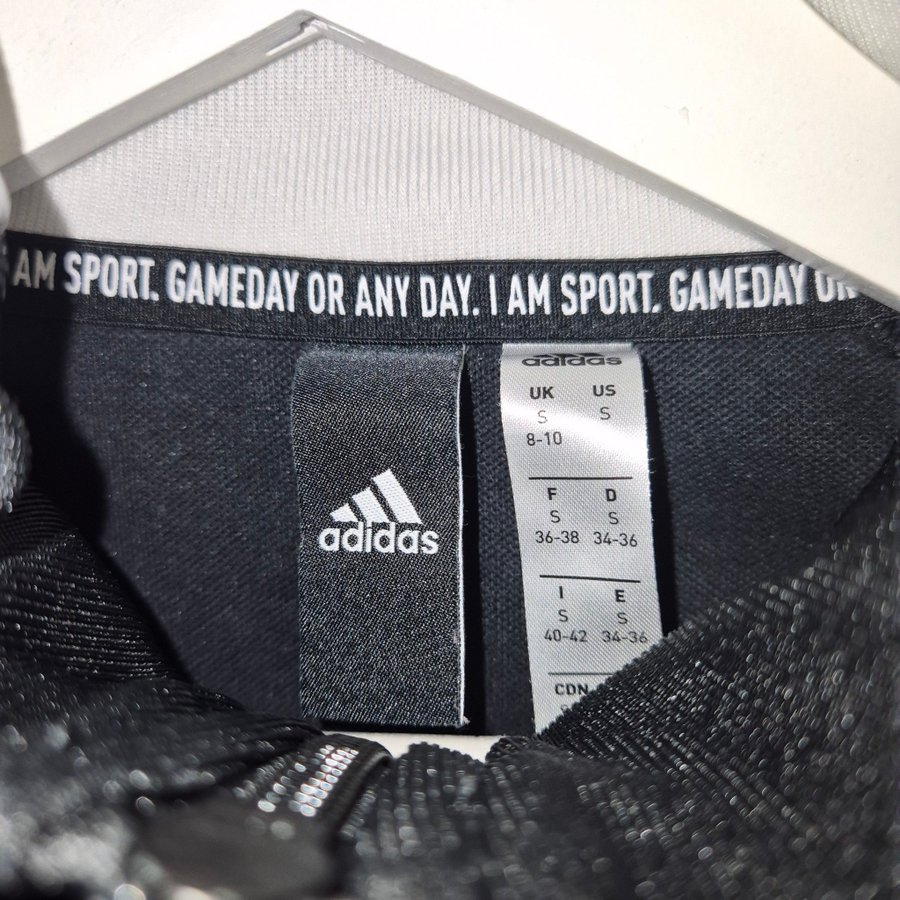 AM SPORT. GAMEDAY OR ANY DAY. I AM SPORT. GAMEDAY OR
adidas
adidas
UK US
S S
8-10
F D
S S
36-38 34-36
I E
S S
40-42 34-36
CDN